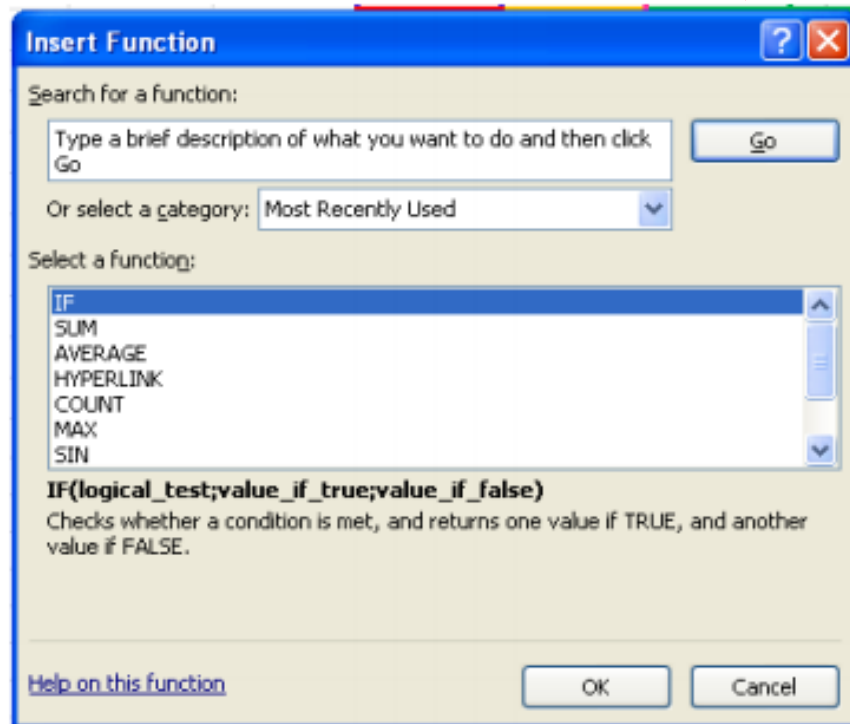 Insert Function
Search for a function:
Type a brief description of what you want to do and then click
Go
Go
Or select a category: Most Recently Used
Select a function:
IF
SUM
AVERAGE
HYPERLINK
COUNT
MAX
SIN
IF(logical_test;value_if_true;value_if_false)
Checks whether a condition is met, and returns one value if TRUE, and another
value if FALSE.
Help on this function
OK
Cancel